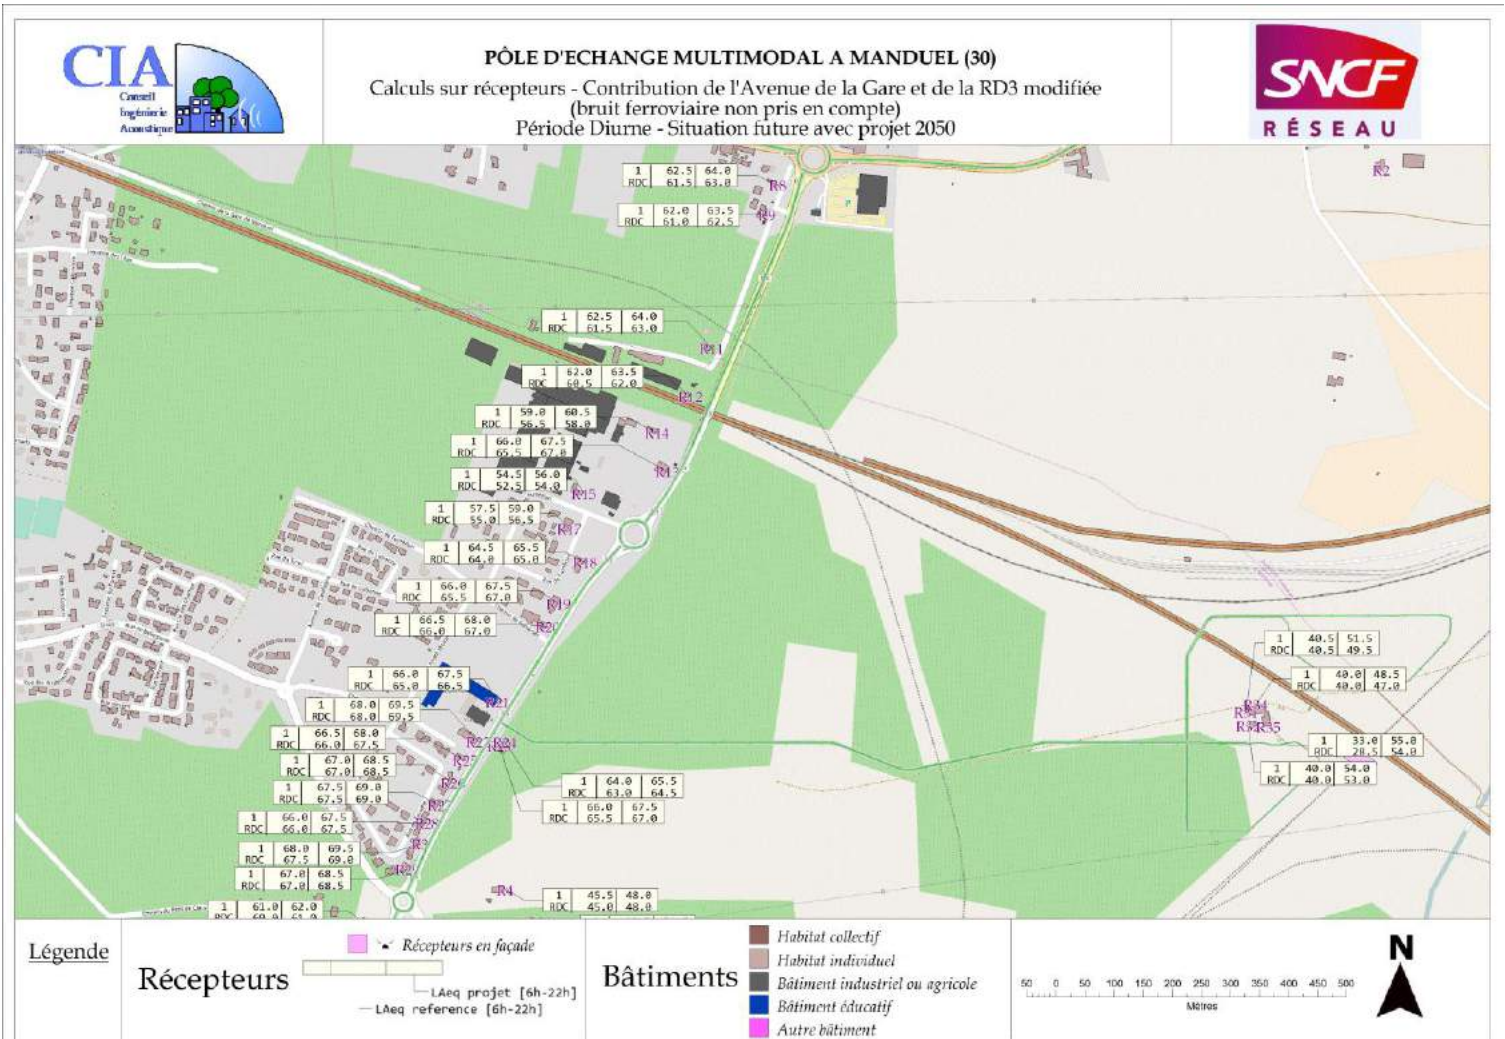 CIA
Conseil
Ingénierie
Acoustique
PÔLE D'ECHANGE MULTIMODAL A MANDUEL (30)
Calculs sur récepteurs - Contribution de l'Avenue de la Gare et de la RD3 modifiée
(bruit ferroviaire non pris en compte)
Période Diurne - Situation future avec projet 2050
SNCF
RÉSEAU
1 62.5 64.0
RDC 61.5 63.0
R8
R2
1 62.0 63.5
RDC 61.0 62.5
R9
P
1 62.5 64.0
RDC 61.5 63.0
R11
1 62.0 63.5
RDC 60.5 62.0
R12
1 59.0 60.5
RDC 56.5 58.0
R14
1 66.0 67.5
RDC 65.5 67.0
R13
1 54.5 56.0
RDC 52.5 54.0
R15
1 57.5 59.0
RDC 55.0 56.5
R17
1 64.5 65.5
RDC 64.0 65.0
R18
1 66.0 67.5
RDC 65.5 67.0
R19
1 66.5 68.0
RDC 66.0 67.0
R20
1 40.5 51.5
RDC 40.5 49.5
1 66.0 67.5
RDC 65.0 66.5
R21
1 40.0 48.5
RDC 40.0 47.0
1 68.0 69.5
RDC 68.0 69.5
R34
R35
1 66.5 68.0
RDC 66.0 67.5
R24
1 33.0 55.0
RDC 28.5 54.0
1 67.0 68.5
RDC 67.0 68.5
R25
1 40.0 54.0
RDC 40.0 53.0
1 67.5 69.0
RDC 67.5 69.0
R26
1 64.0 65.5
RDC 63.0 64.5
1 66.0 67.5
RDC 65.5 67.0
1 66.0 67.5
RDC 66.0 67.5
R28
1 68.0 69.5
RDC 67.5 69.0
1 67.0 68.5
RDC 67.0 68.5
R4
1 45.5 48.0
RDC 45.0 48.0
1 61.0 62.0
RDC 60.0 61.0
Légende
Récepteurs
Récepteurs en façade
LAeq projet [6h-22h]
LAeq reference [6h-22h]
Bâtiments
Habitat collectif
Habitat individuel
Bâtiment industriel ou agricole
Bâtiment éducatif
Autre bâtiment
50 0 50 100 150 200 250 300 350 400 450 500
Mètres
N